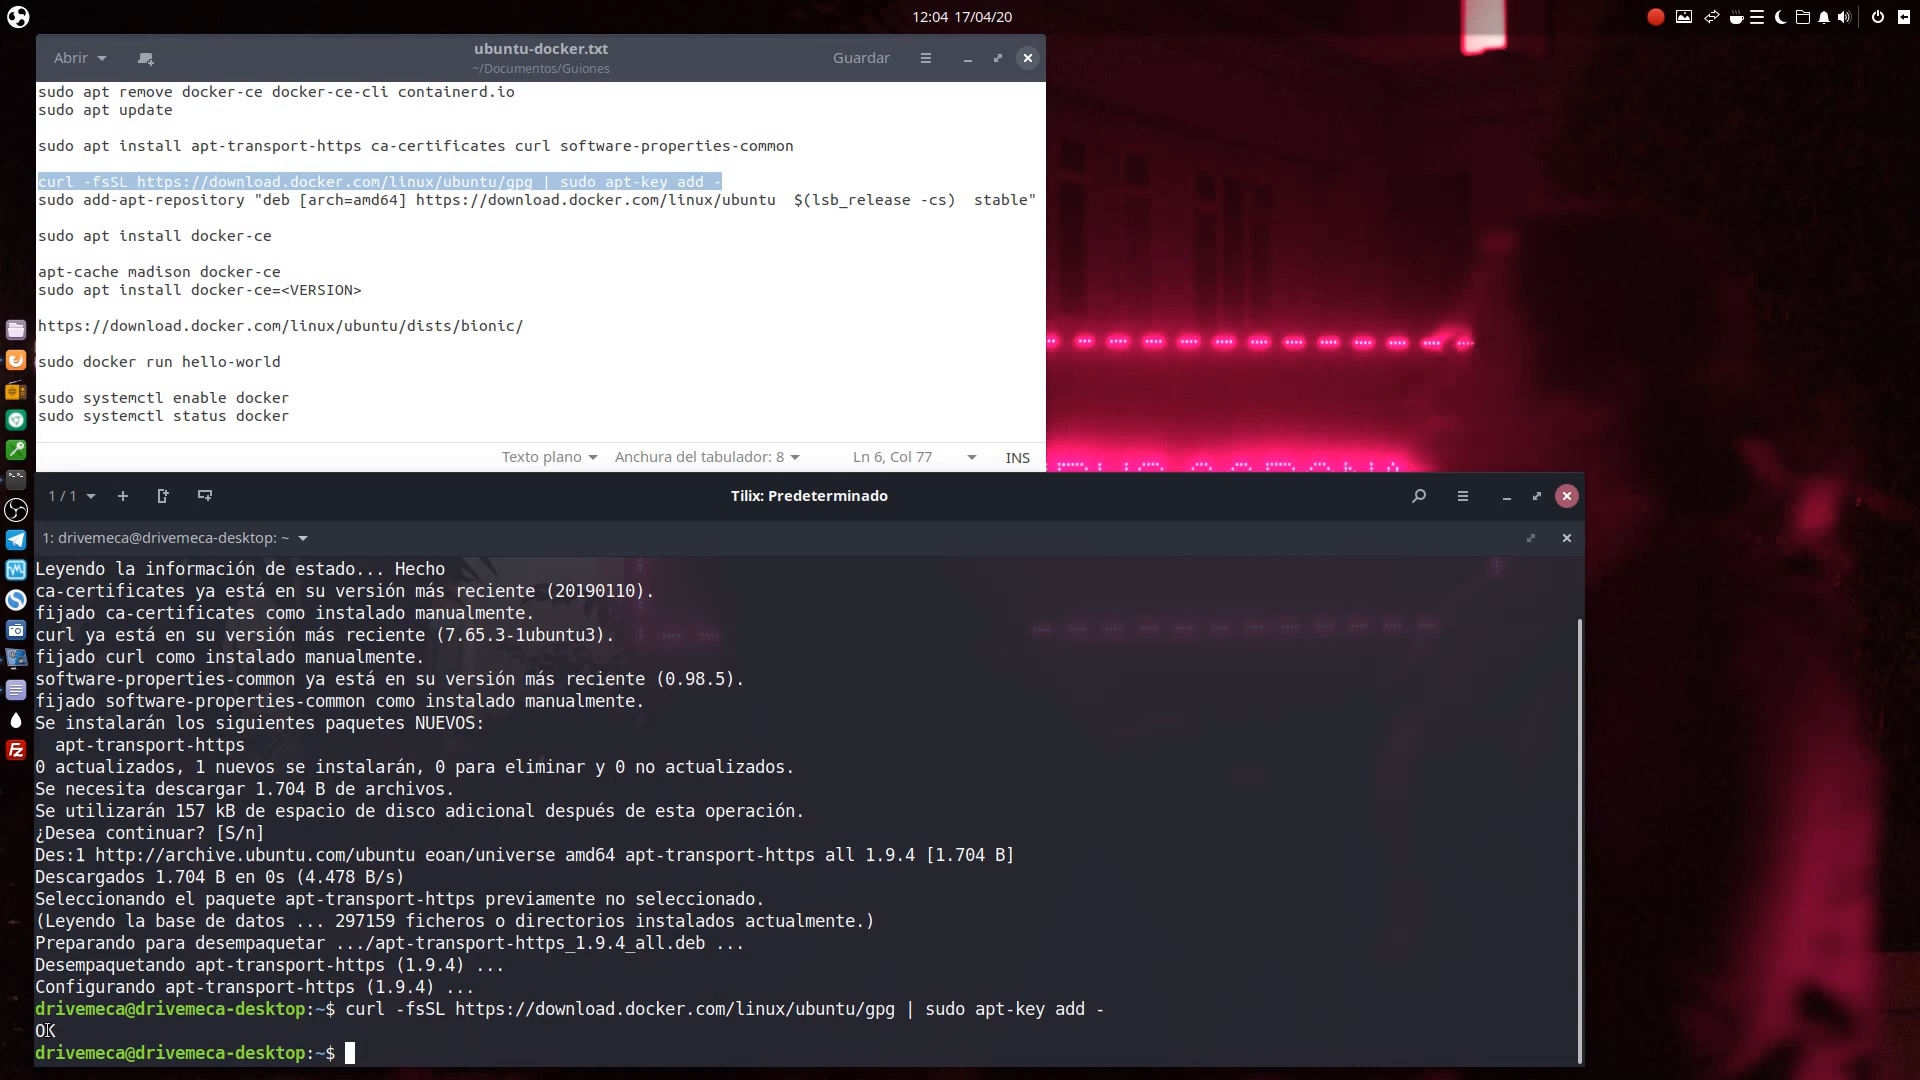 12:04 17/04/20
Abrir
ubuntu-docker.txt
~/Documentos/Guiones
Guardar
sudo apt remove docker-ce docker-ce-cli containerd.io
sudo apt update
sudo apt install apt-transport-https ca-certificates curl software-properties-common
curl -fsSL https://download.docker.com/linux/ubuntu/gpg | sudo apt-key add -
sudo add-apt-repository "deb [arch=amd64] https://download.docker.com/linux/ubuntu  $(lsb_release -cs)  stable"
sudo apt install docker-ce
apt-cache madison docker-ce
sudo apt install docker-ce=<VERSION>
https://download.docker.com/linux/ubuntu/dists/bionic/
sudo docker run hello-world
sudo systemctl enable docker
sudo systemctl status docker
Texto plano Anchura del tabulador: 8 Ln 6, Col 77 INS
1 / 1
Tilix: Predeterminado
1: drivemeca@drivemeca-desktop: ~
Leyendo la información de estado... Hecho
ca-certificates ya está en su versión más reciente (20190110).
fijado ca-certificates como instalado manualmente.
curl ya está en su versión más reciente (7.65.3-1ubuntu3).
fijado curl como instalado manualmente.
software-properties-common ya está en su versión más reciente (0.98.5).
fijado software-properties-common como instalado manualmente.
Se instalarán los siguientes paquetes NUEVOS:
  apt-transport-https
0 actualizados, 1 nuevos se instalarán, 0 para eliminar y 0 no actualizados.
Se necesita descargar 1.704 B de archivos.
Se utilizarán 157 kB de espacio de disco adicional después de esta operación.
¿Desea continuar? [S/n]
Des:1 http://archive.ubuntu.com/ubuntu eoan/universe amd64 apt-transport-https all 1.9.4 [1.704 B]
Descargados 1.704 B en 0s (4.478 B/s)
Seleccionando el paquete apt-transport-https previamente no seleccionado.
(Leyendo la base de datos ... 297159 ficheros o directorios instalados actualmente.)
Preparando para desempaquetar .../apt-transport-https_1.9.4_all.deb ...
Desempaquetando apt-transport-https (1.9.4) ...
Configurando apt-transport-https (1.9.4) ...
drivemeca@drivemeca-desktop:~$ curl -fsSL https://download.docker.com/linux/ubuntu/gpg | sudo apt-key add -
OK
drivemeca@drivemeca-desktop:~$